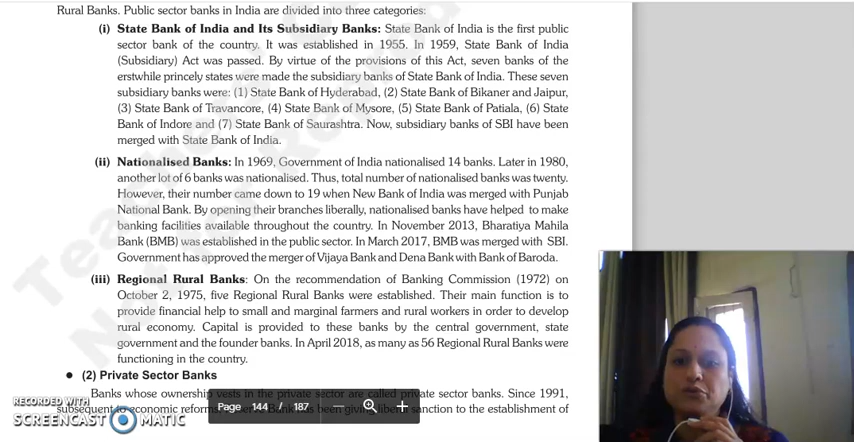 Rural Banks. Public sector banks in India are divided into three categories:
(i) State Bank of India and Its Subsidiary Banks: State Bank of India is the first public
sector bank of the country. It was established in 1955. In 1959, State Bank of India
(Subsidiary) Act was passed. By virtue of the provisions of this Act, seven banks of the
erstwhile princely states were made the subsidiary banks of State Bank of India. These seven
subsidiary banks were: (1) State Bank of Hyderabad, (2) State Bank of Bikaner and Jaipur,
(3) State Bank of Travancore, (4) State Bank of Mysore, (5) State Bank of Patiala, (6) State
Bank of Indore and (7) State Bank of Saurashtra. Now, subsidiary banks of SBI have been
merged with State Bank of India.
(ii) Nationalised Banks: In 1969, Government of India nationalised 14 banks. Later in 1980,
another lot of 6 banks was nationalised. Thus, total number of nationalised banks was twenty.
However, their number came down to 19 when New Bank of India was merged with Punjab
National Bank. By opening their branches liberally, nationalised banks have helped to make
banking facilities available throughout the country. In November 2013, Bharatiya Mahila
Bank (BMB) was established in the public sector. In March 2017, BMB was merged with SBI.
Government has approved the merger of Vijaya Bank and Dena Bank with Bank of Baroda.
(iii) Regional Rural Banks: On the recommendation of Banking Commission (1972) on
October 2, 1975, five Regional Rural Banks were established. Their main function is to
provide financial help to small and marginal farmers and rural workers in order to develop
rural economy. Capital is provided to these banks by the central government, state
government and the founder banks. In April 2018, as many as 56 Regional Rural Banks were
functioning in the country.
• (2) Private Sector Banks
Banks whose ownership vests in the private sector are called private sector banks. Since 1991,
subsequent to economic reforms, Bank has been giving liberal sanction to the establishment of
Page 144 / 187
RECORDED WITH
SCREENCAST MATIC